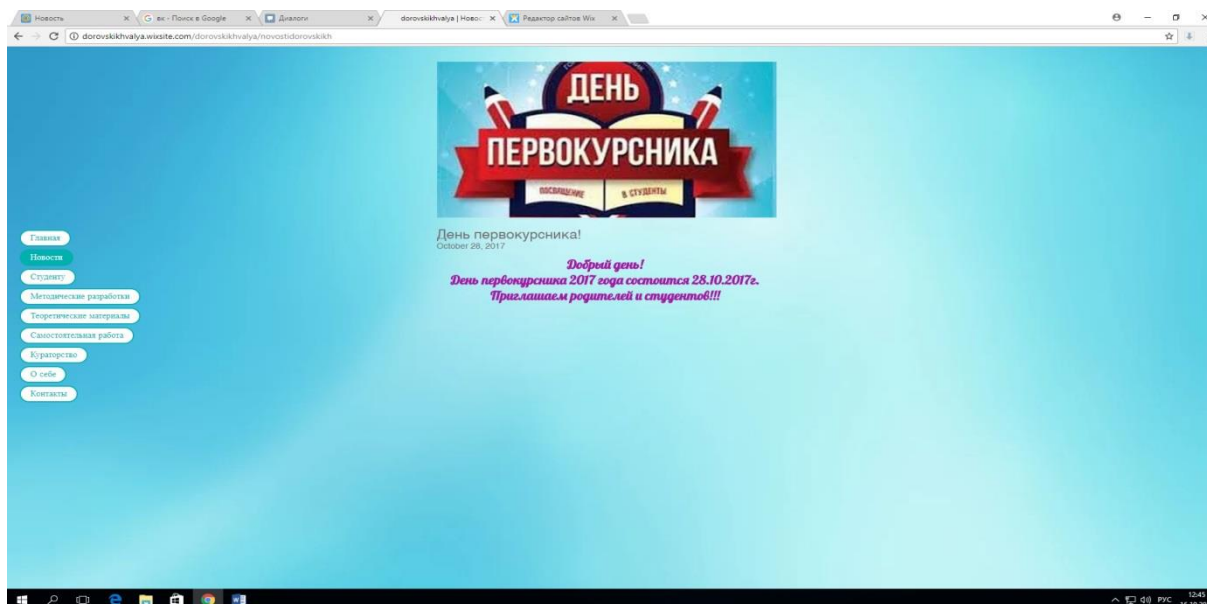 Новость
вк - Поиск в Google
Диалоги
dorovskikhvalya | Новос
Редактор сайтов Wix
dorovskikhvalya.wixsite.com/dorovskikhvalya/novostidorovskikh
ДЕНЬ
ПЕРВОКУРСНИКА
ПОСВЯЩЕНИЕ
В СТУДЕНТЫ
День первокурсника!
October 28, 2017
Добрый день!
День первокурсника 2017 года состоится 28.10.2017г.
Приглашаем родителей и студентов!!!
Главная
Новости
Студенту
Методические разработки
Теоретические материалы
Самостоятельная работа
Кураторство
О себе
Контакты
РУС
12:45